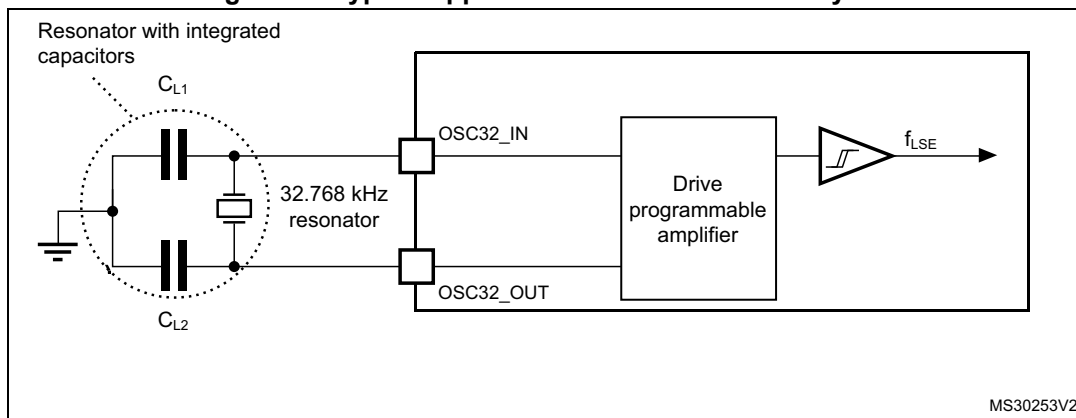 Resonator with integrated
capacitors
C_L1
OSC32_IN
32.768 kHz
resonator
Drive
programmable
amplifier
f_LSE
OSC32_OUT
C_L2
MS30253V2